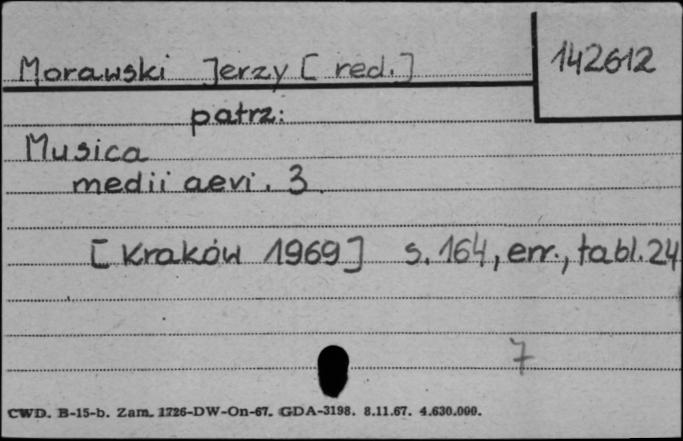 Morawski Jerzy [red.]
142612
patrz:
Musica
medii aevi. 3
[Kraków 1969] s. 164, err., tabl. 24
7
CWD. B-15-b. Zam. 1726-DW-On-67. GDA-3198. 8.11.67. 4.630.000.